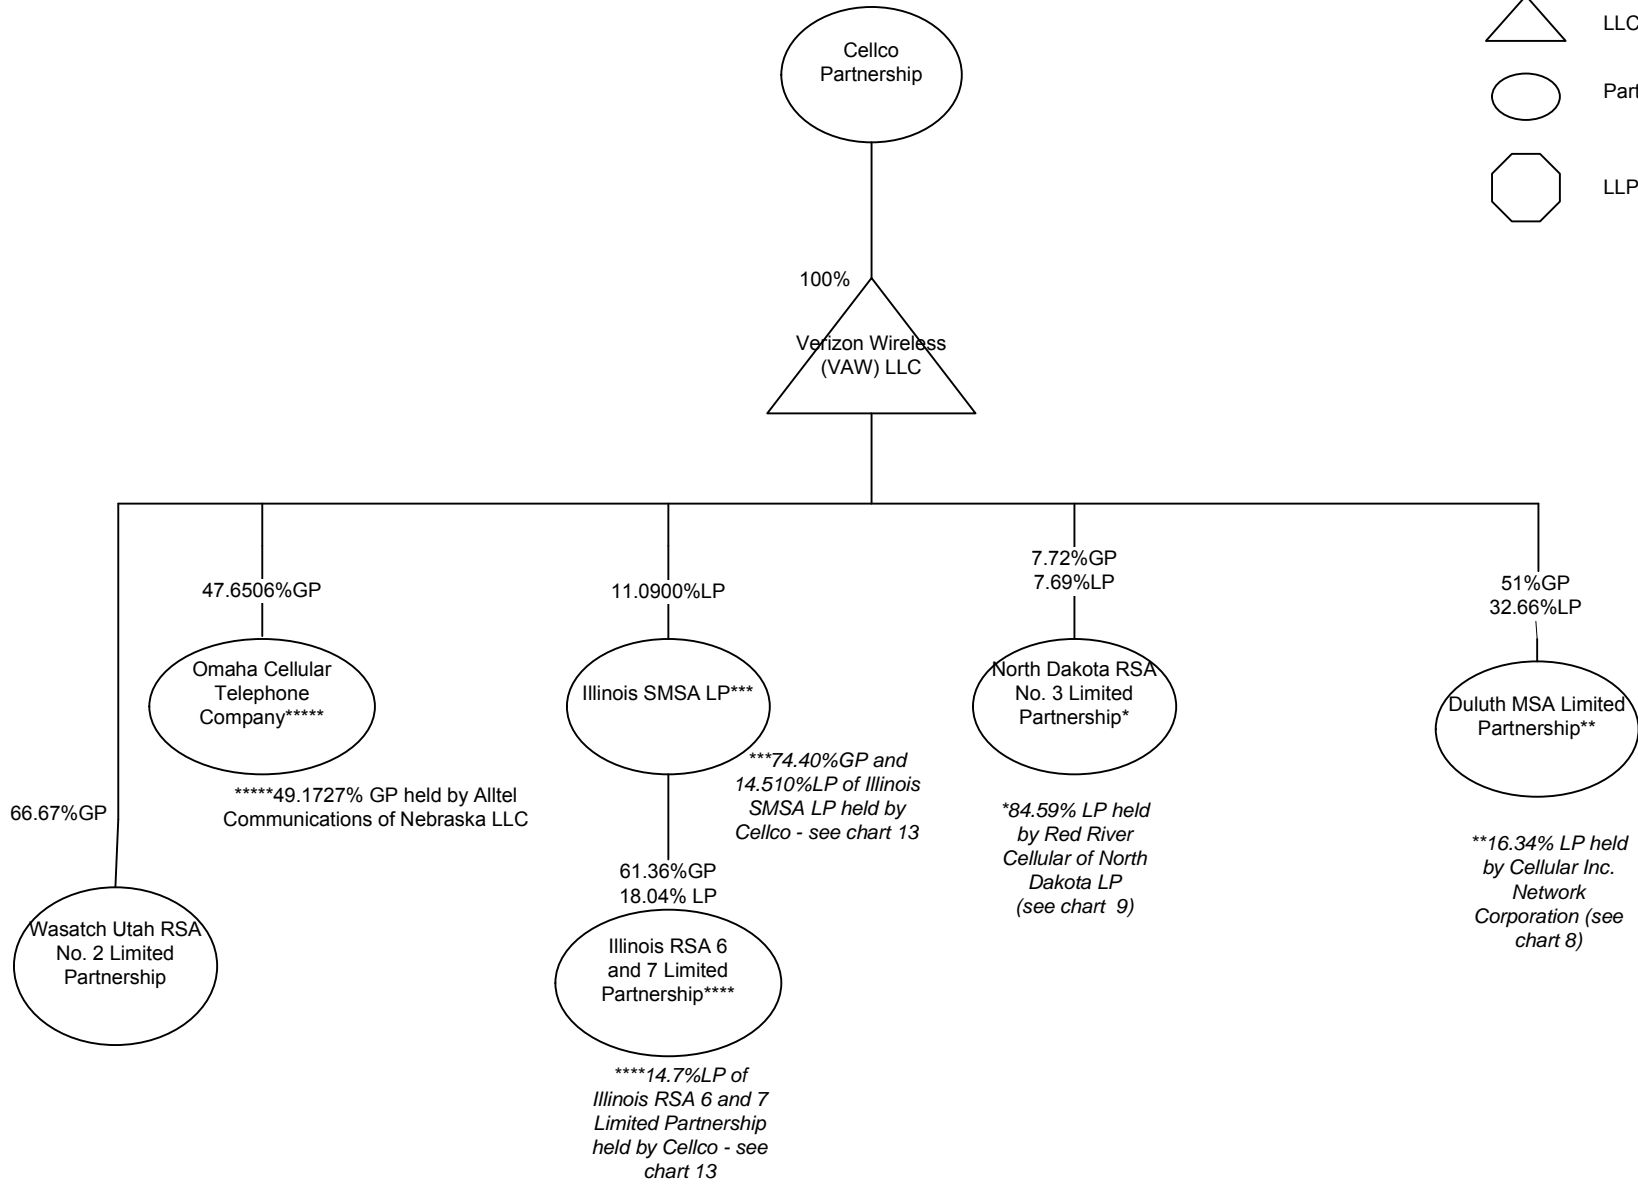 Cellco
Partnership
LLC
Part
LLP
100%
Verizon Wireless
(VAW) LLC
47.6506%GP
11.0900%LP
7.72%GP
7.69%LP
51%GP
32.66%LP
Omaha Cellular
Telephone
Company*****
*****49.1727% GP held by Alltel
Communications of Nebraska LLC
Illinois SMSA LP***
***74.40%GP and
14.510%LP of Illinois
SMSA LP held by
Cellco - see chart 13
North Dakota RSA
No. 3 Limited
Partnership*
*84.59% LP held
by Red River
Cellular of North
Dakota LP
(see chart 9)
Duluth MSA Limited
Partnership**
**16.34% LP held
by Cellular Inc.
Network
Corporation (see
chart 8)
66.67%GP
Wasatch Utah RSA
No. 2 Limited
Partnership
61.36%GP
18.04% LP
Illinois RSA 6
and 7 Limited
Partnership****
****14.7%LP of
Illinois RSA 6 and 7
Limited Partnership
held by Cellco - see
chart 13